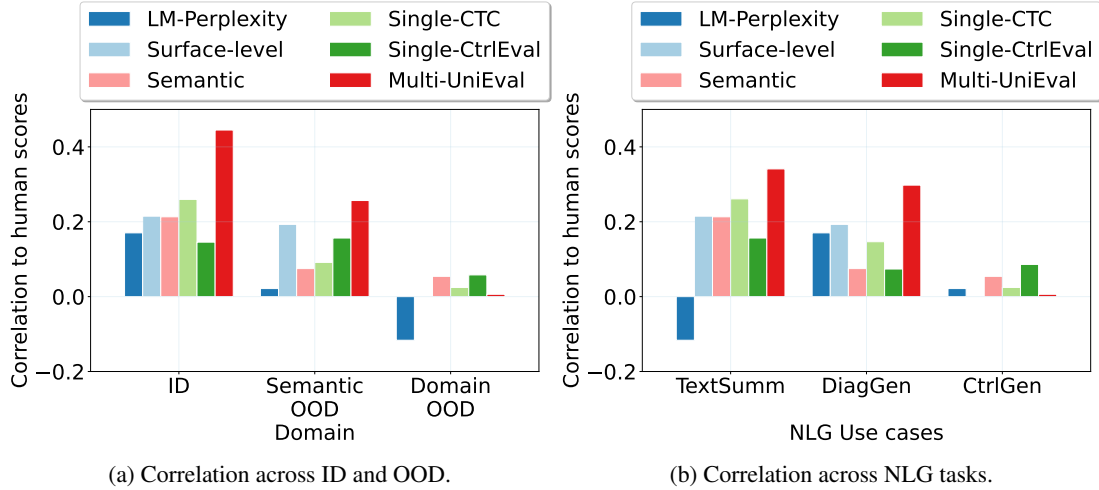 LM-Perplexity
Surface-level
Semantic
Single-CTC
Single-CtrlEval
Multi-UniEval
Correlation to human scores
0.4
0.2
0.0
−0.2
ID
Semantic
OOD
Domain
OOD
Domain
(a) Correlation across ID and OOD.
LM-Perplexity
Surface-level
Semantic
Single-CTC
Single-CtrlEval
Multi-UniEval
Correlation to human scores
0.4
0.2
0.0
−0.2
TextSumm
DiagGen
CtrlGen
NLG Use cases
(b) Correlation across NLG tasks.